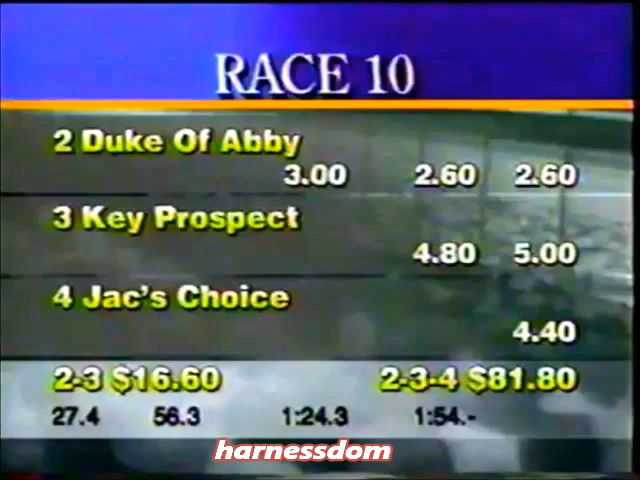 RACE 10
2 Duke Of Abby
3.00 2.60 2.60
3 Key Prospect
4.80 5.00
4 Jac's Choice
4.40
2-3 $16.60 2-3-4 $81.80
27.4 56.3 1:24.3 1:54.-
harnessdom